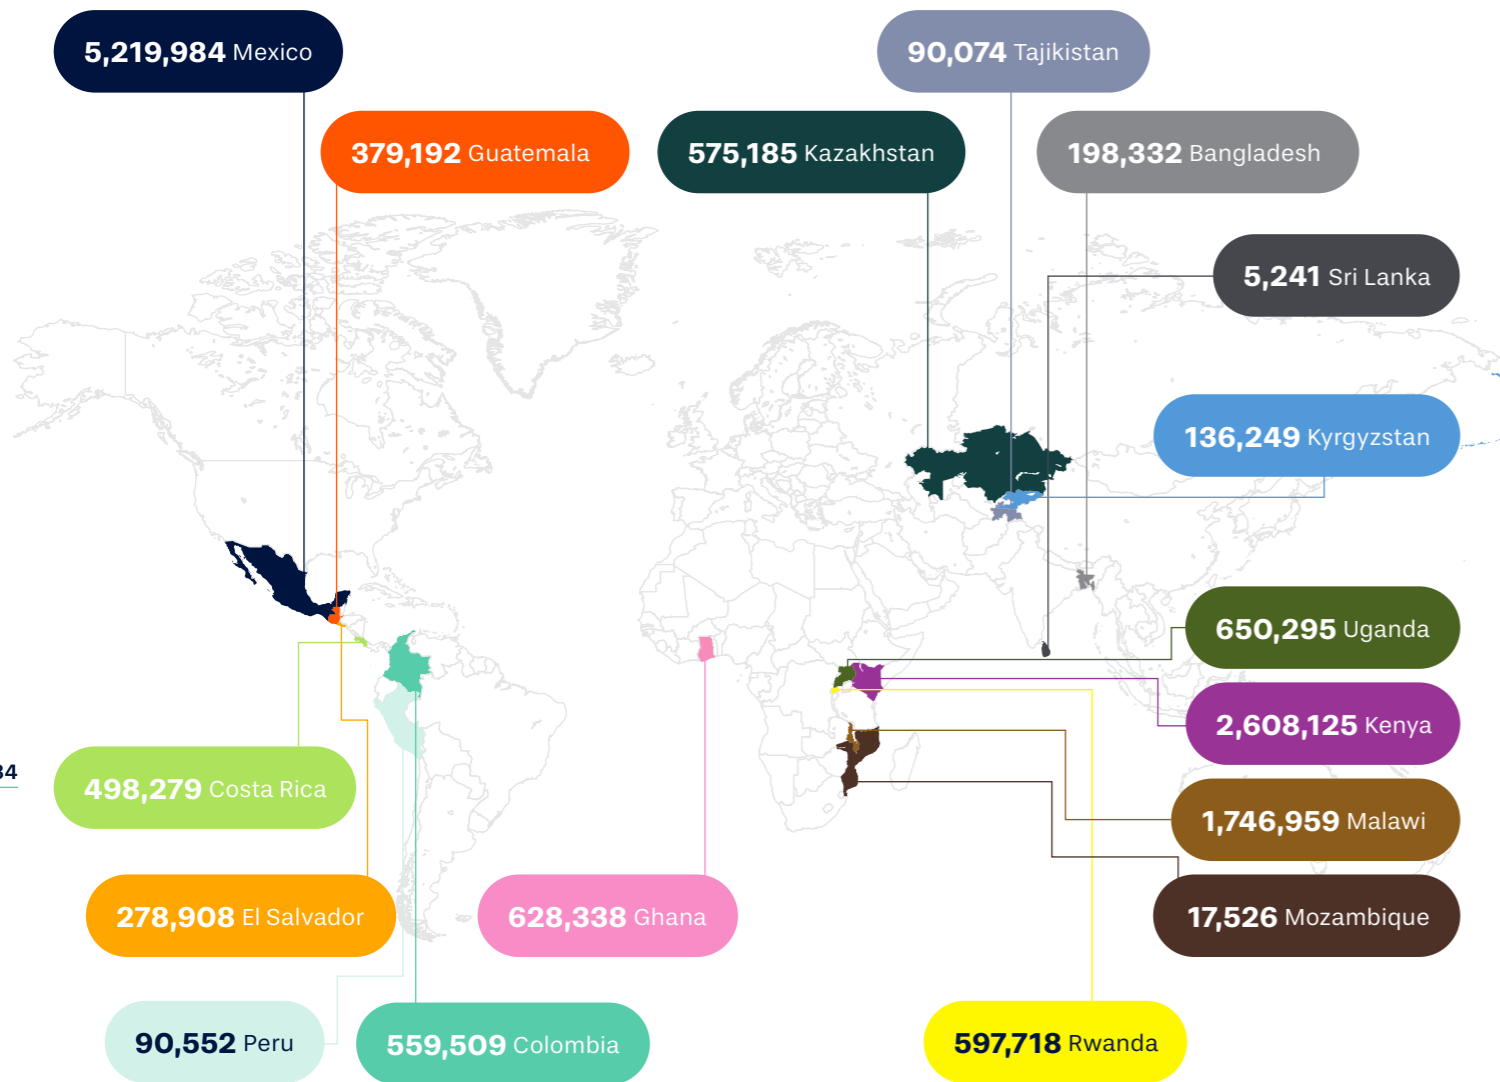 5,219,984 Mexico
90,074 Tajikistan
379,192 Guatemala
575,185 Kazakhstan
198,332 Bangladesh
5,241 Sri Lanka
136,249 Kyrgyzstan
650,295 Uganda
2,608,125 Kenya
34
498,279 Costa Rica
1,746,959 Malawi
278,908 El Salvador
628,338 Ghana
17,526 Mozambique
90,552 Peru
559,509 Colombia
597,718 Rwanda